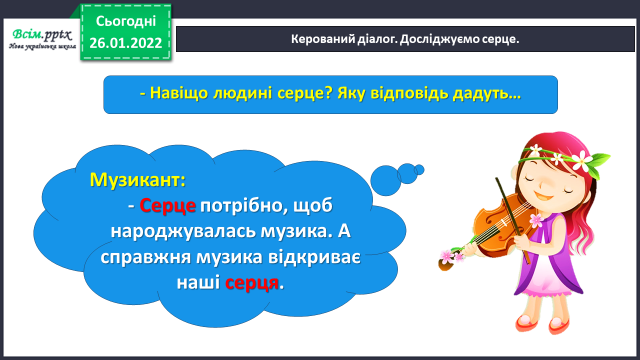 Всім.pptx
Нова українська школа
Сьогодні
26.01.2022
Керований діалог. Досліджуємо серце.
- Навіщо людині серце? Яку відповідь дадуть…
Музикант:
- Серце потрібно, щоб
народжувалась музика. А
справжня музика відкриває
наші серця.